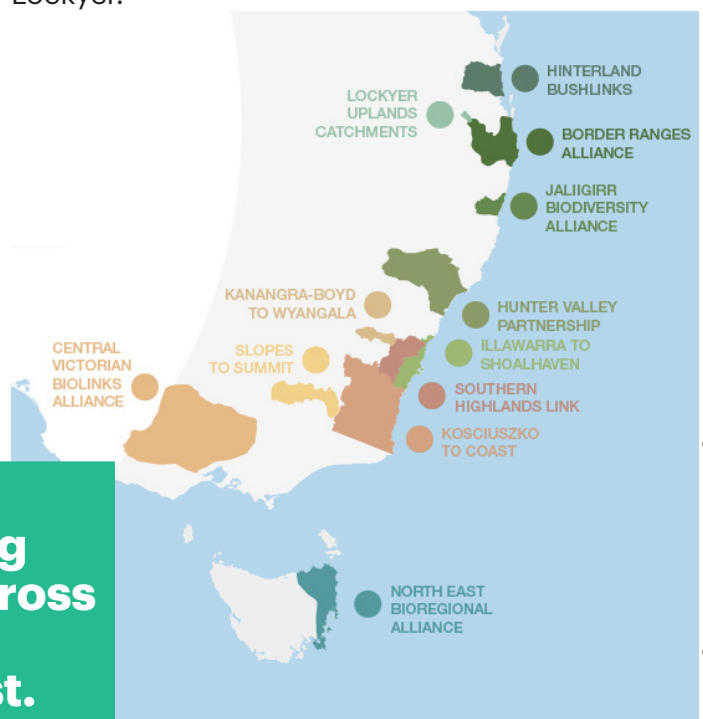 HINTERLAND
BUSHLINKS
LOCKYER
UPLANDS
CATCHMENTS
BORDER RANGES
ALLIANCE
JALIIGIRR
BIODIVERSITY
ALLIANCE
KANANGRA-BOYD
TO WYANGALA
HUNTER VALLEY
PARTNERSHIP
CENTRAL
VICTORIAN
BIOLINKS
ALLIANCE
SLOPES
TO SUMMIT
ILLAWARRA TO
SHOALHAVEN
SOUTHERN
HIGHLANDS LINK
KOSCIUSZKO
TO COAST
g
ross
st.
NORTH EAST
BIOREGIONAL
ALLIANCE